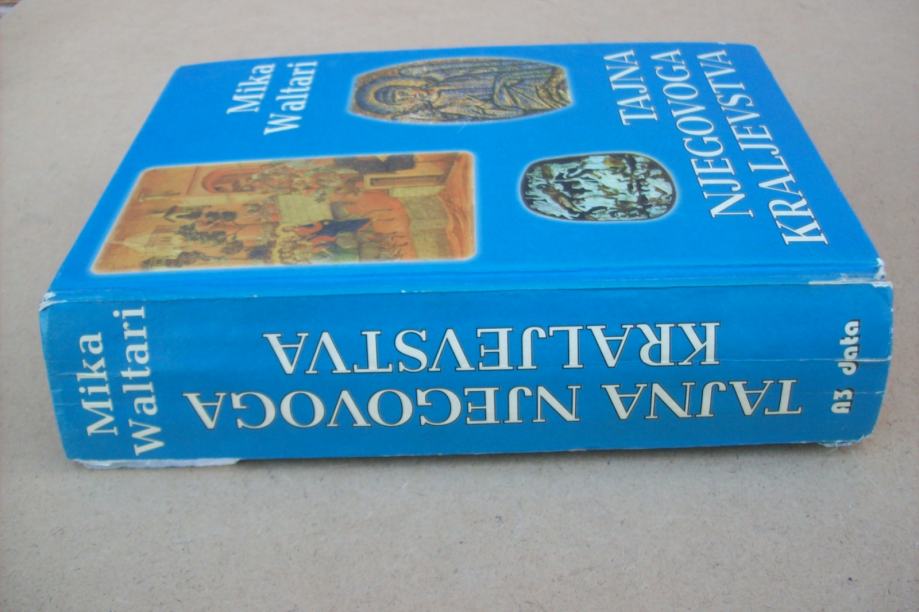 Mika
Waltari
TAJNA
NJEGOVOGA
KRALJEVSTVA
Mika
Waltari
TAJNA NJEGOVOGA
KRALJEVSTVA
A3 data